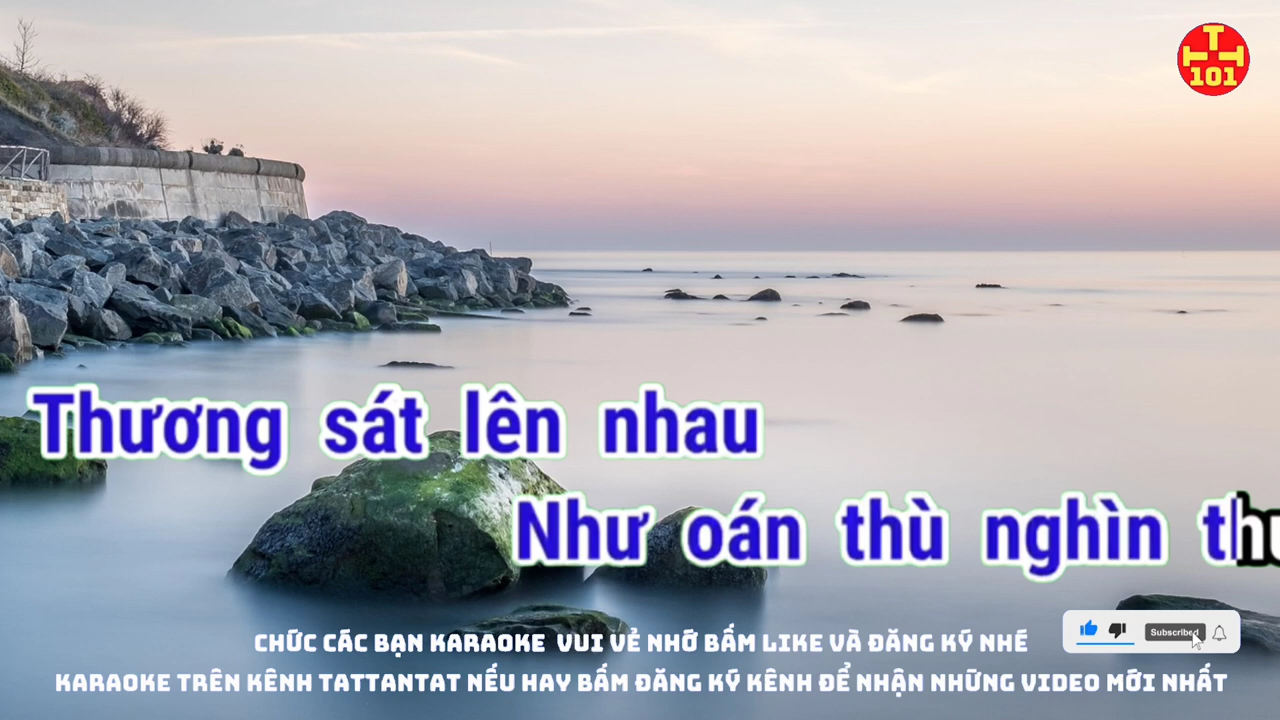 T
T T
101
Thương sát lên nhau
Như oán thù nghìn
CHÚC CÁC BẠN KARAOKE VUI VẺ NHỚ BẤM LIKE VÀ ĐĂNG KÝ NHÉ
Subscribed
KARAOKE TRÊN KÊNH TATTANTAT NẾU HAY BẤM ĐĂNG KÝ KÊNH ĐỂ NHẬN NHỮNG VIDEO MỚI NHẤT